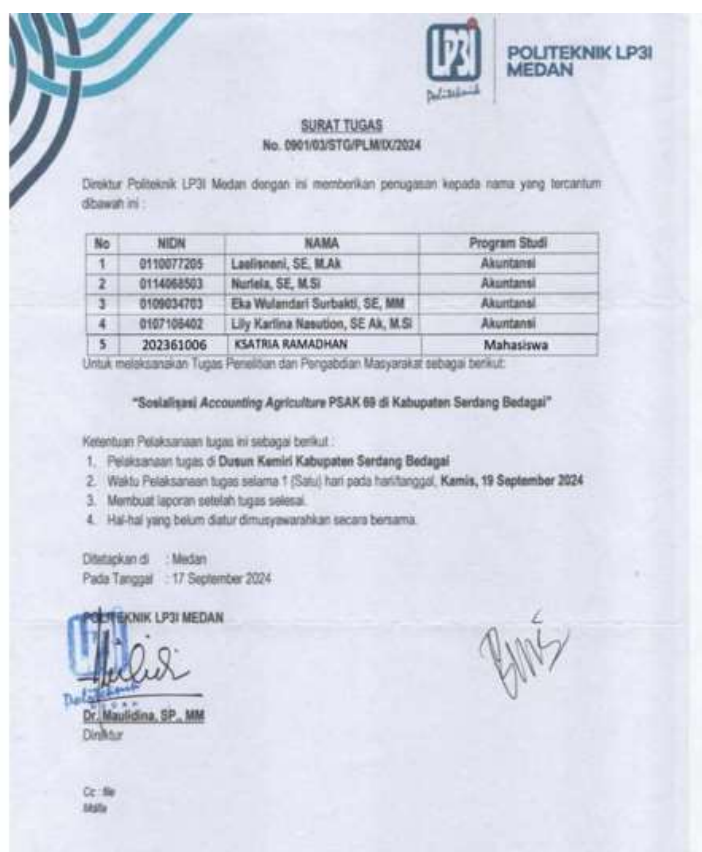 LP3I
Politeknik
POLITEKNIK LP3I
MEDAN
SURAT TUGAS
No. 0901/03/STG/PLM/IX/2024
Direktur Politeknik LP3I Medan dengan ini memberikan penugasan kepada nama yang tercantum
dibawah ini :
No NIDN NAMA Program Studi
1 0110077205 Laelisneni, SE, M.Ak Akuntansi
2 0114068503 Nurlela, SE, M.Si Akuntansi
3 0109034703 Eka Wulandari Surbakti, SE, MM Akuntansi
4 0107108402 Lily Karlina Nasution, SE Ak, M.Si Akuntansi
5 202361006 KSATRIA RAMADHAN Mahasiswa
Untuk melaksanakan Tugas Penelitian dan Pengabdian Masyarakat sebagai berikut:
"Sosialisasi Accounting Agriculture PSAK 69 di Kabupaten Serdang Bedagai"
Ketentuan Pelaksanaan tugas ini sebagai berikut :
1. Pelaksanaan tugas di Dusun Kemiri Kabupaten Serdang Bedagai
2. Waktu Pelaksanaan tugas selama 1 (Satu) hari pada hari/tanggal, Kamis, 19 September 2024
3. Membuat laporan setelah tugas selesai.
4. Hal-hal yang belum diatur dimusyawarahkan secara bersama.
Ditetapkan di : Medan
Pada Tanggal : 17 September 2024
POLITEKNIK LP3I MEDAN
Politeknik
MEDAN
Dr. Maulidina, SP., MM
Direktur
Cc : file